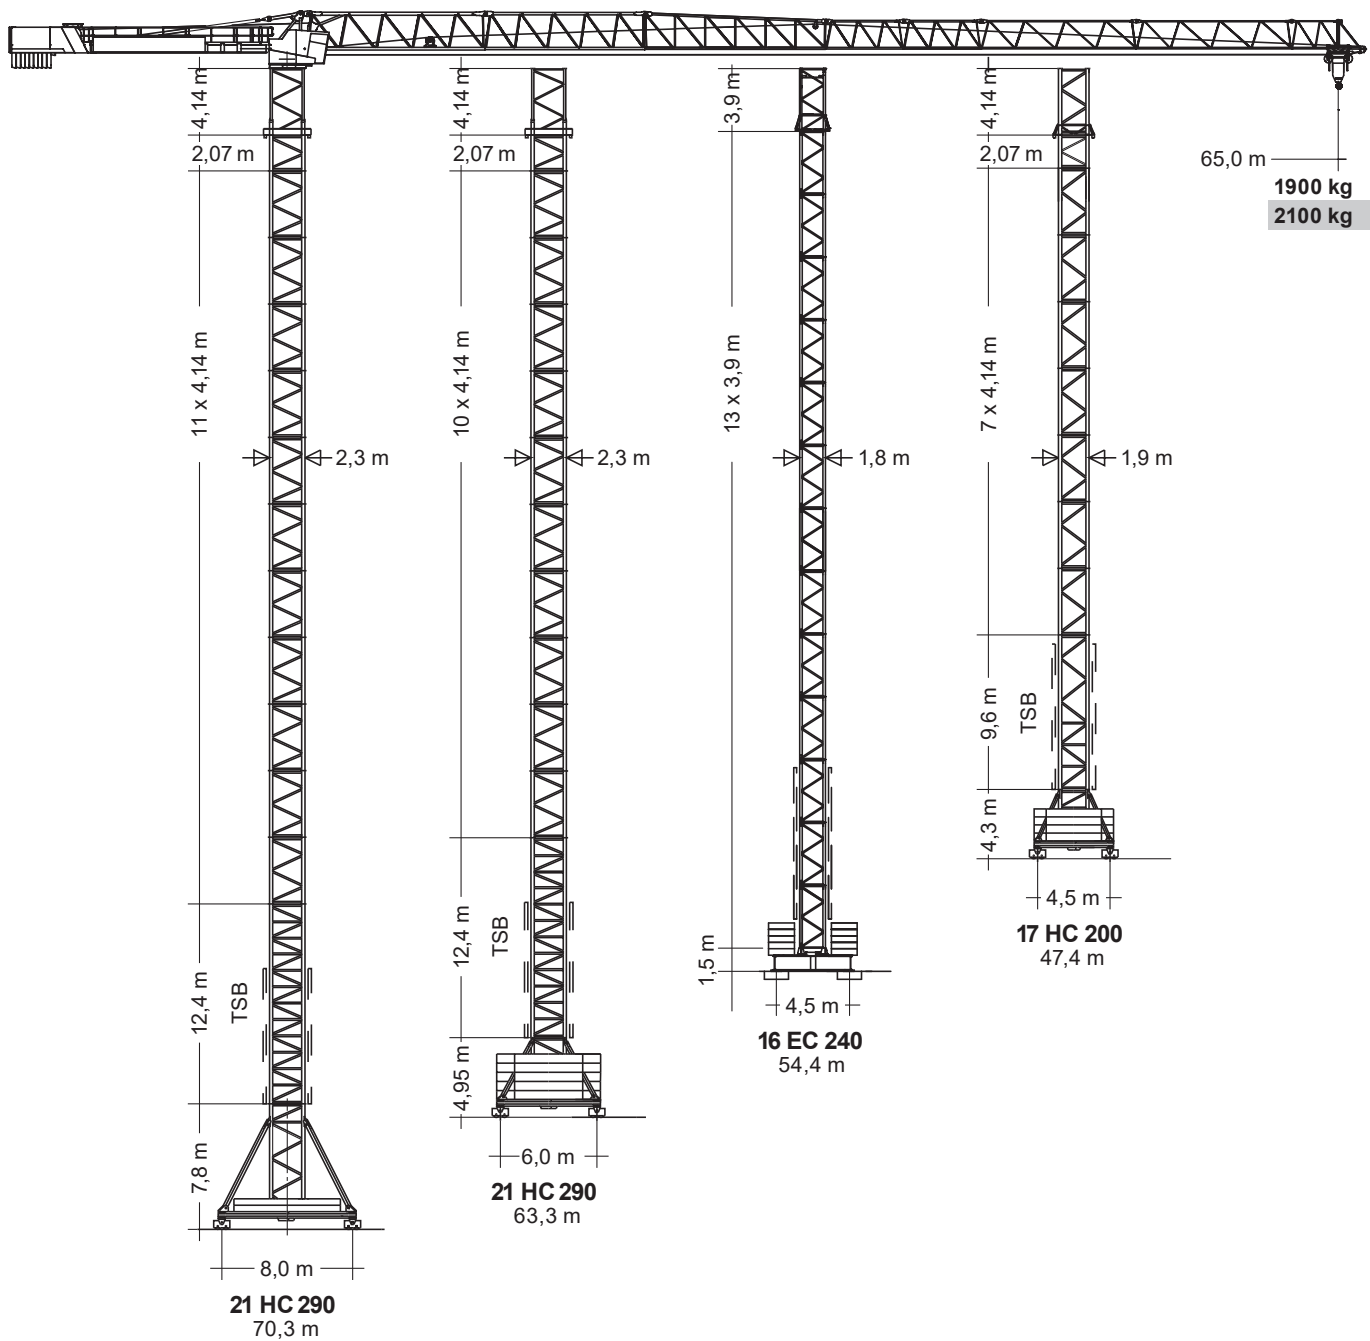 4,14 m
2,07 m
11 x 4,14 m
2,3 m
12,4 m
TSB
7,8 m
8,0 m
21 HC 290
70,3 m
4,14 m
2,07 m
10 x 4,14 m
2,3 m
12,4 m
TSB
4,95 m
6,0 m
21 HC 290
63,3 m
3,9 m
13 x 3,9 m
1,8 m
1,5 m
4,5 m
16 EC 240
54,4 m
4,14 m
2,07 m
7 x 4,14 m
1,9 m
9,6 m
TSB
4,3 m
4,5 m
17 HC 200
47,4 m
65,0 m
1900 kg
2100 kg